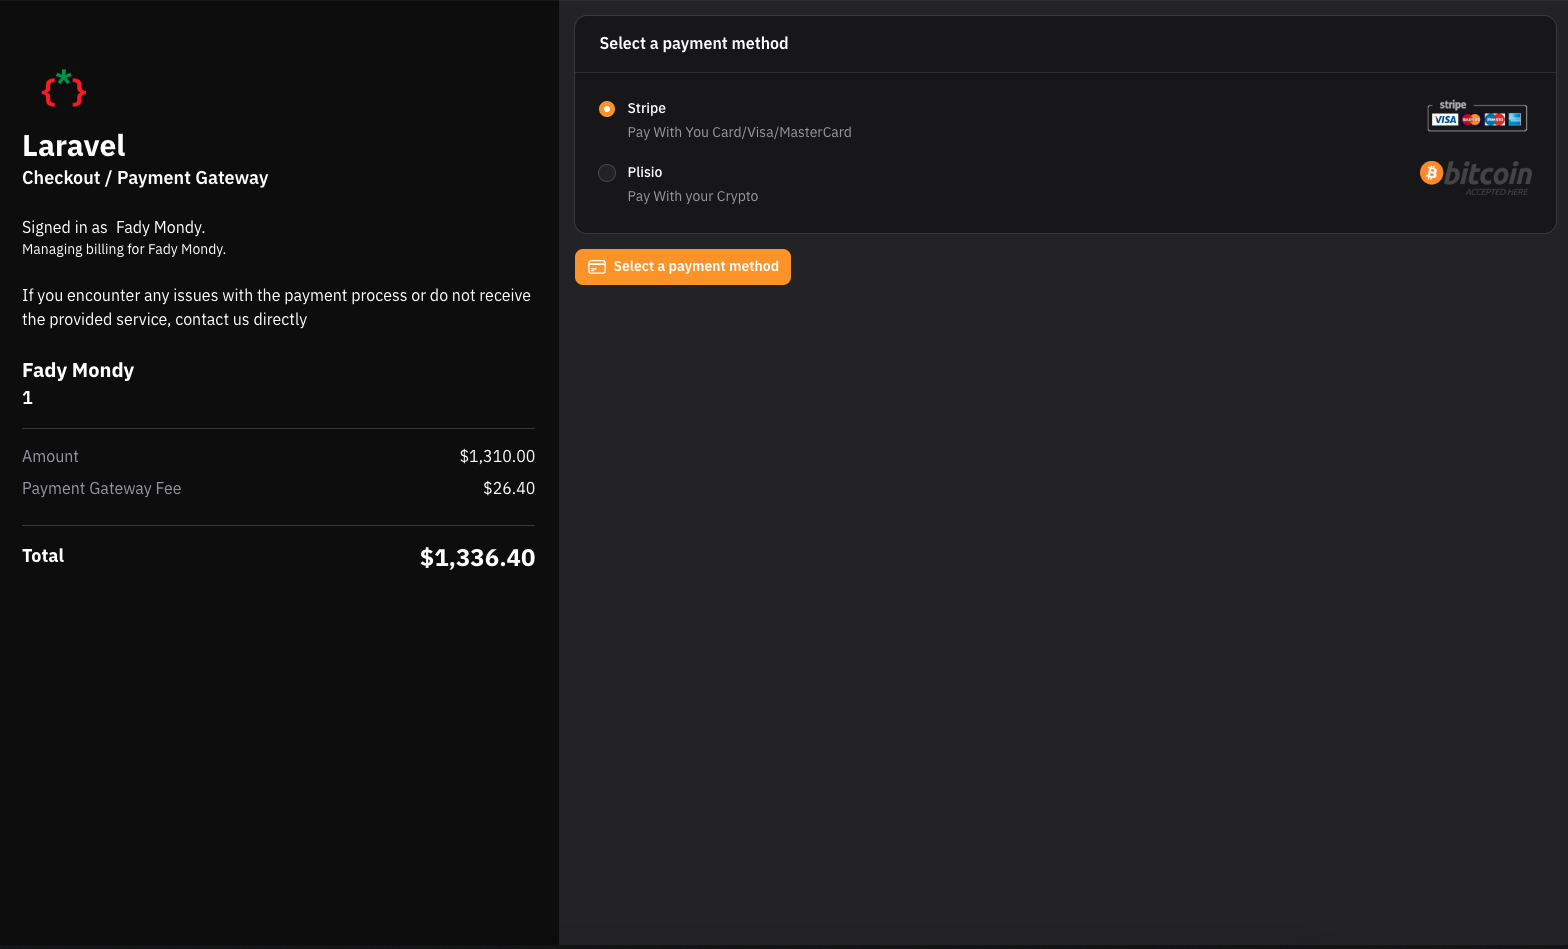 {*}
Laravel
Checkout / Payment Gateway
Signed in as Fady Mondy.
Managing billing for Fady Mondy.
If you encounter any issues with the payment process or do not receive
the provided service, contact us directly
Fady Mondy
1
Amount $1,310.00
Payment Gateway Fee $26.40
Total $1,336.40
Select a payment method
Stripe
Pay With You Card/Visa/MasterCard
stripe
VISA
Plisio
Pay With your Crypto
bitcoin
ACCEPTED HERE
Select a payment method